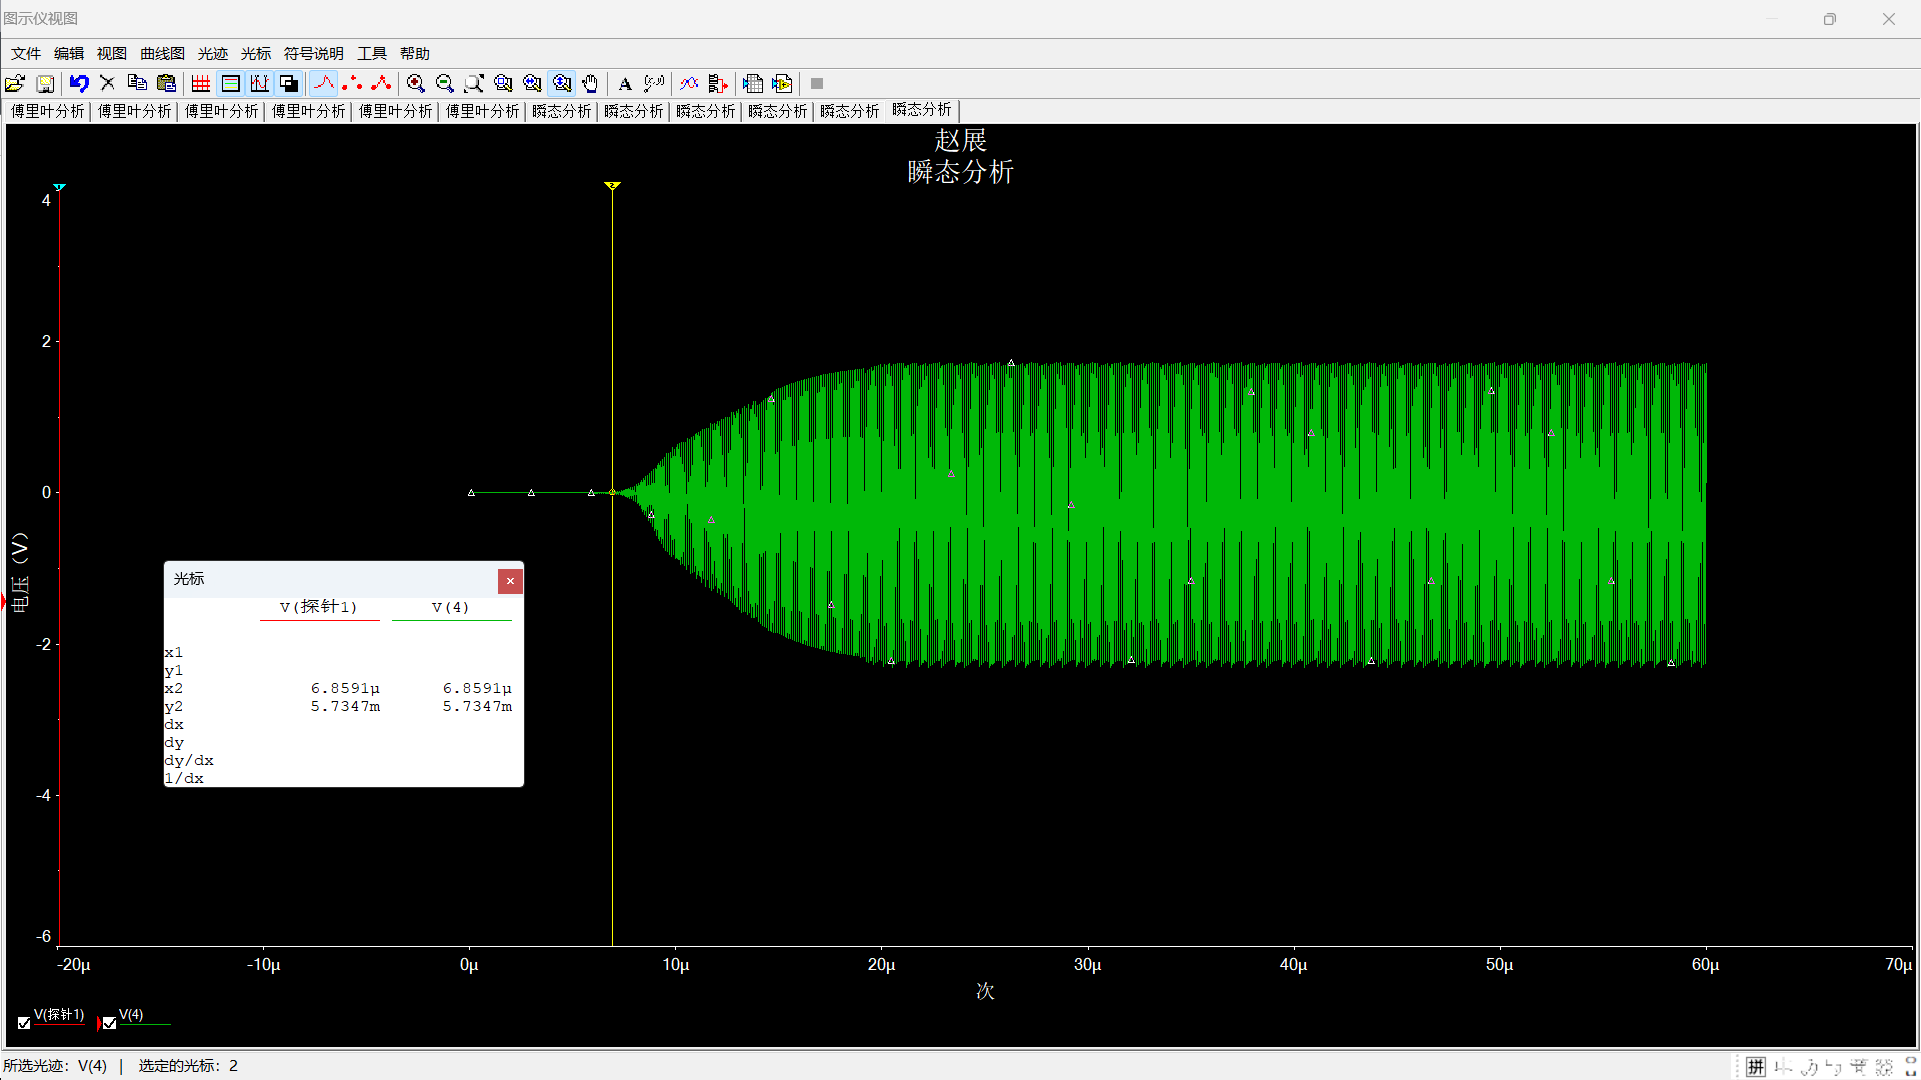 图示仪视图
文件 编辑 视图 曲线图 光迹 光标 符号说明 工具 帮助
傅里叶分析 傅里叶分析 傅里叶分析 傅里叶分析 傅里叶分析 傅里叶分析 瞬态分析 瞬态分析 瞬态分析 瞬态分析 瞬态分析 瞬态分析
赵展
瞬态分析
4
2
0
-2
-4
-6
电压 (V)
光标
V(探针1) V(4)
x1
y1
x2 6.8591μ 6.8591μ
y2 5.7347m 5.7347m
dx
dy
dy/dx
1/dx
-20μ -10μ 0μ 10μ 20μ 30μ 40μ 50μ 60μ 70μ
次
V(探针1) V(4)
所选光迹: V(4) | 选定的光标: 2
拼